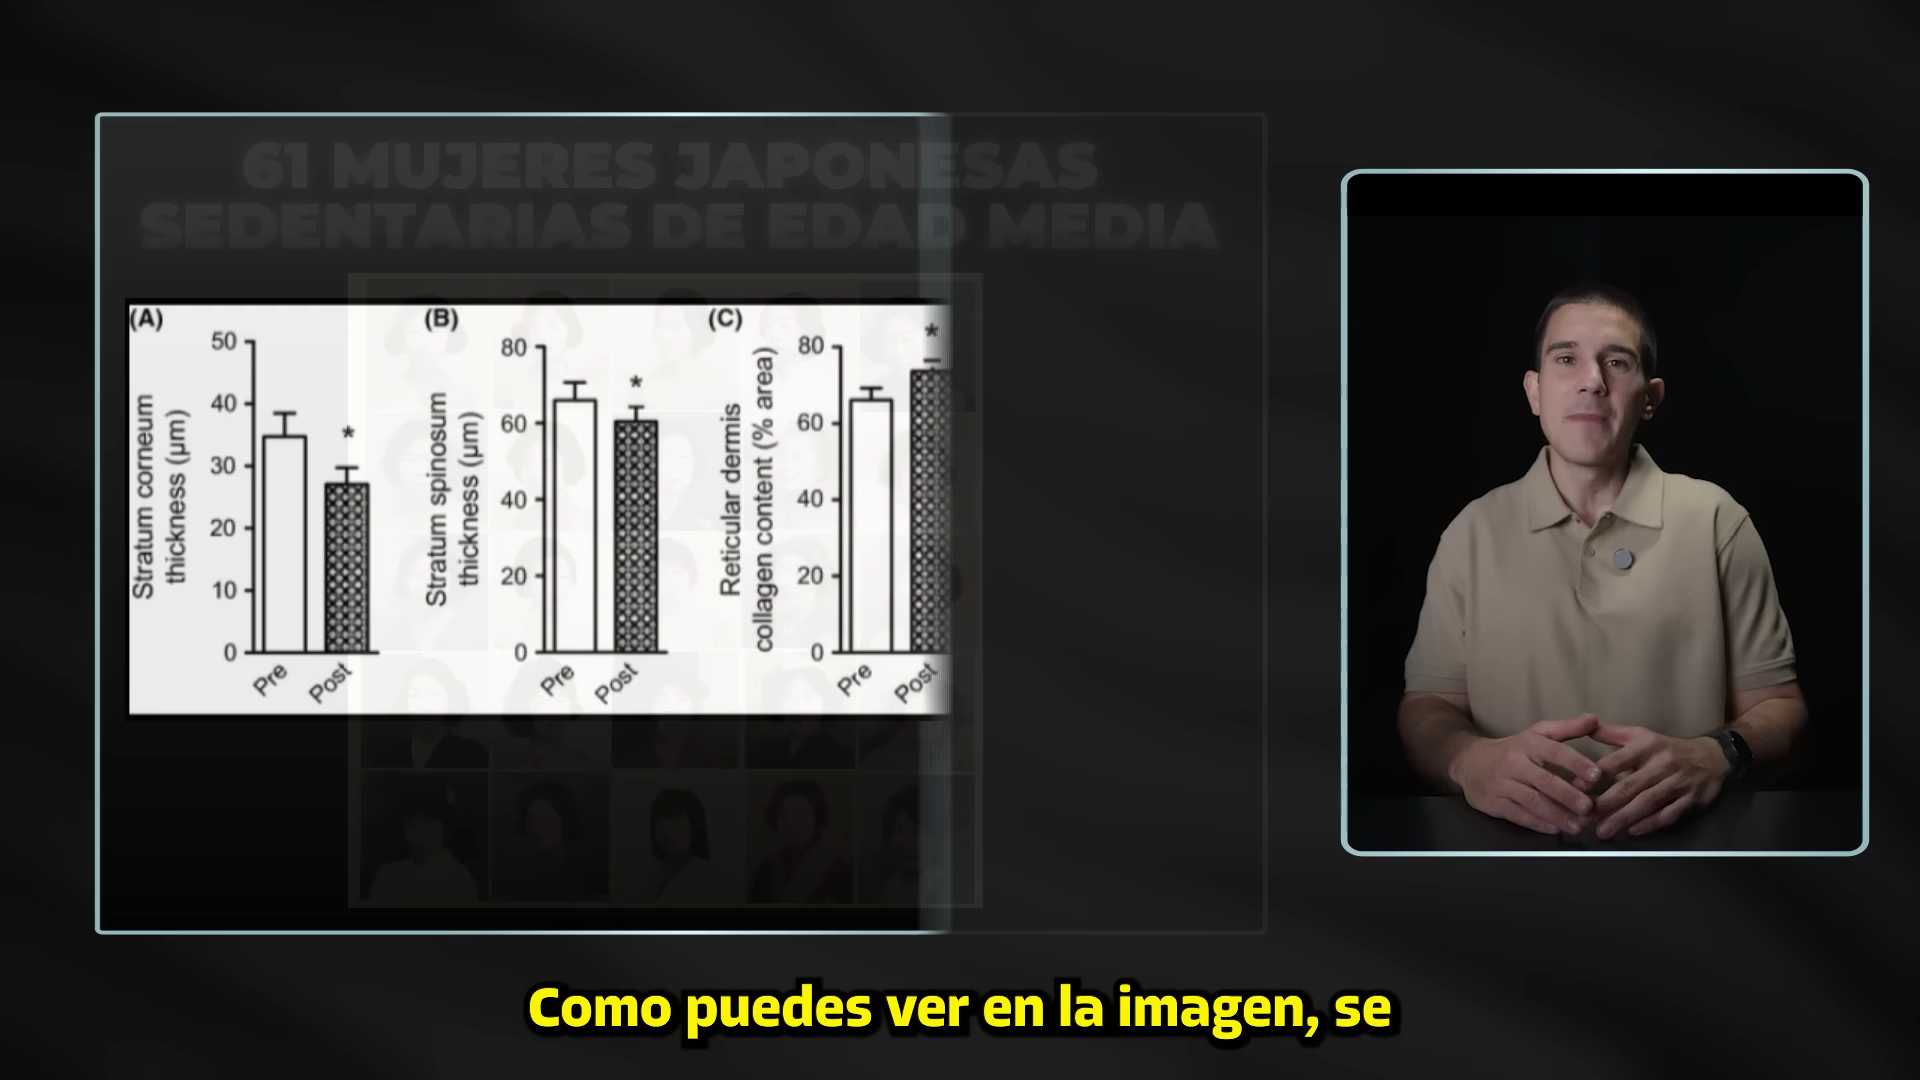 61 MUJERES JAPONESAS
SEDENTARIAS DE EDAD MEDIA
(A)
Stratum corneum
thickness (µm)
50
40
30
20
10
0
*
Pre
Post
(B)
Stratum spinosum
thickness (µm)
80
60
40
20
0
*
Pre
Post
(C)
Reticular dermis
collagen content (% area)
80
60
40
20
0
*
Pre
Post
Como puedes ver en la imagen, se